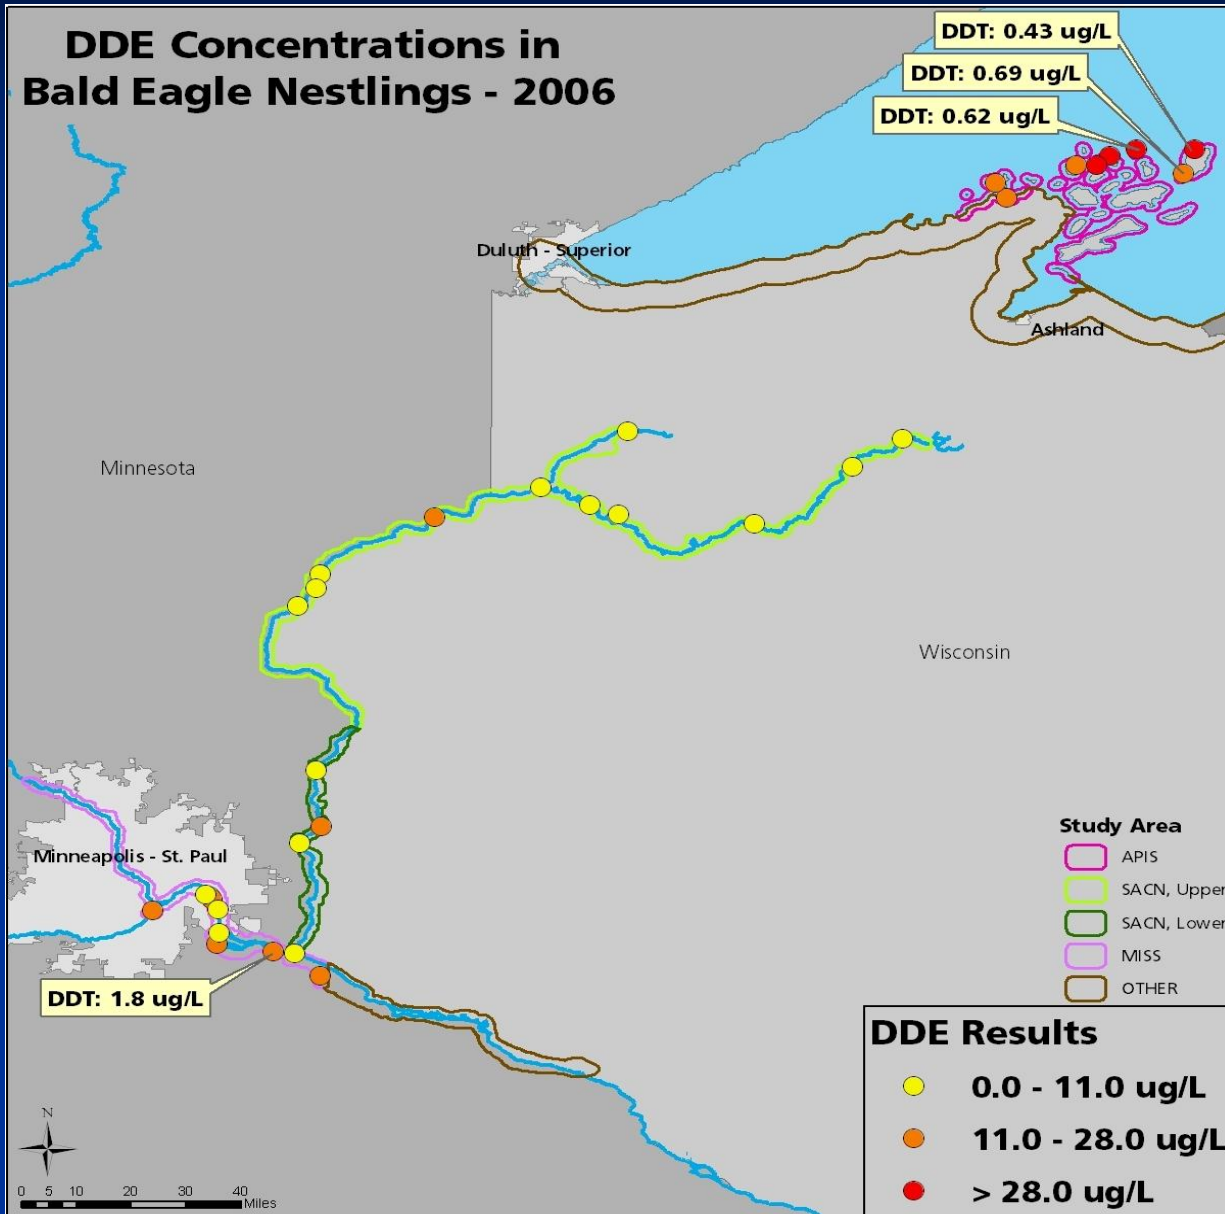 DDE Concentrations in
Bald Eagle Nestlings - 2006
DDT: 0.43 ug/L
DDT: 0.69 ug/L
DDT: 0.62 ug/L
Duluth - Superior
Ashland
Minnesota
Wisconsin
Minneapolis - St. Paul
DDT: 1.8 ug/L
Study Area
APIS
SACN, Upper
SACN, Lower
MISS
OTHER
DDE Results
0.0 - 11.0 ug/L
11.0 - 28.0 ug/L
> 28.0 ug/L
N
0 5 10 20 30 40
Miles